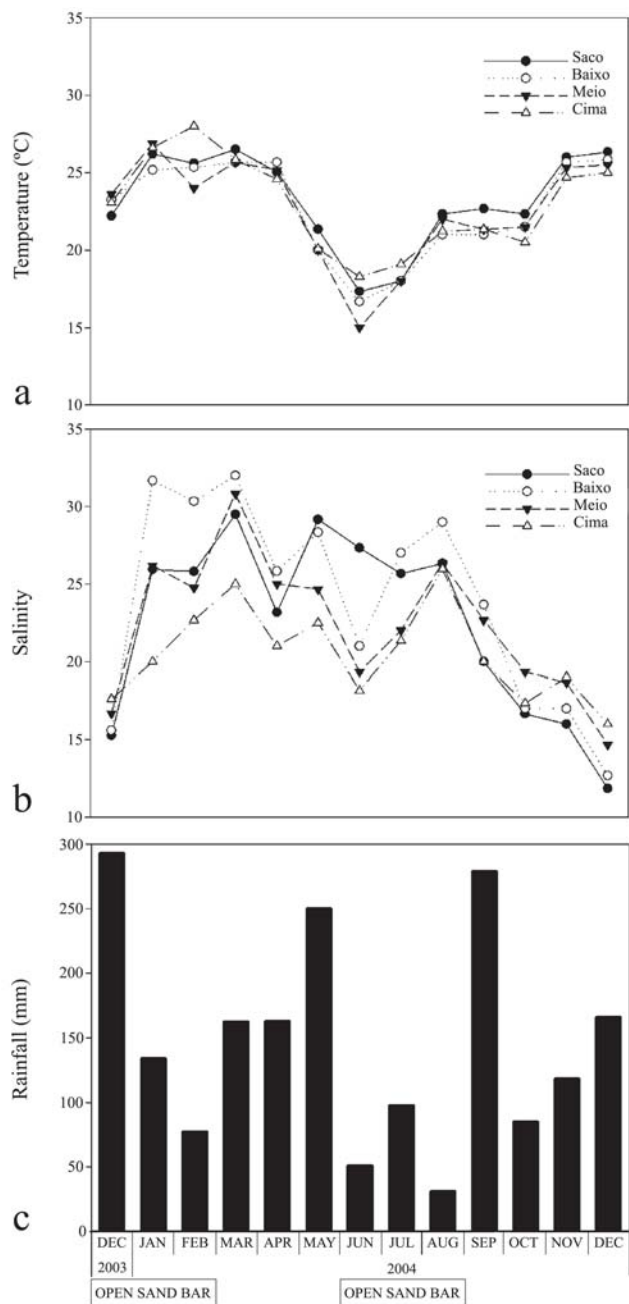 35
30
25
20
15
10
Temperature (ºC)
Saco
Baixo
Meio
Cima
a
35
30
25
20
15
10
Salinity
Saco
Baixo
Meio
Cima
b
300
250
200
150
100
50
0
Rainfall (mm)
c
DEC JAN FEB MAR APR MAY JUN JUL AUG SEP OCT NOV DEC
2003 2004
OPEN SAND BAR OPEN SAND BAR